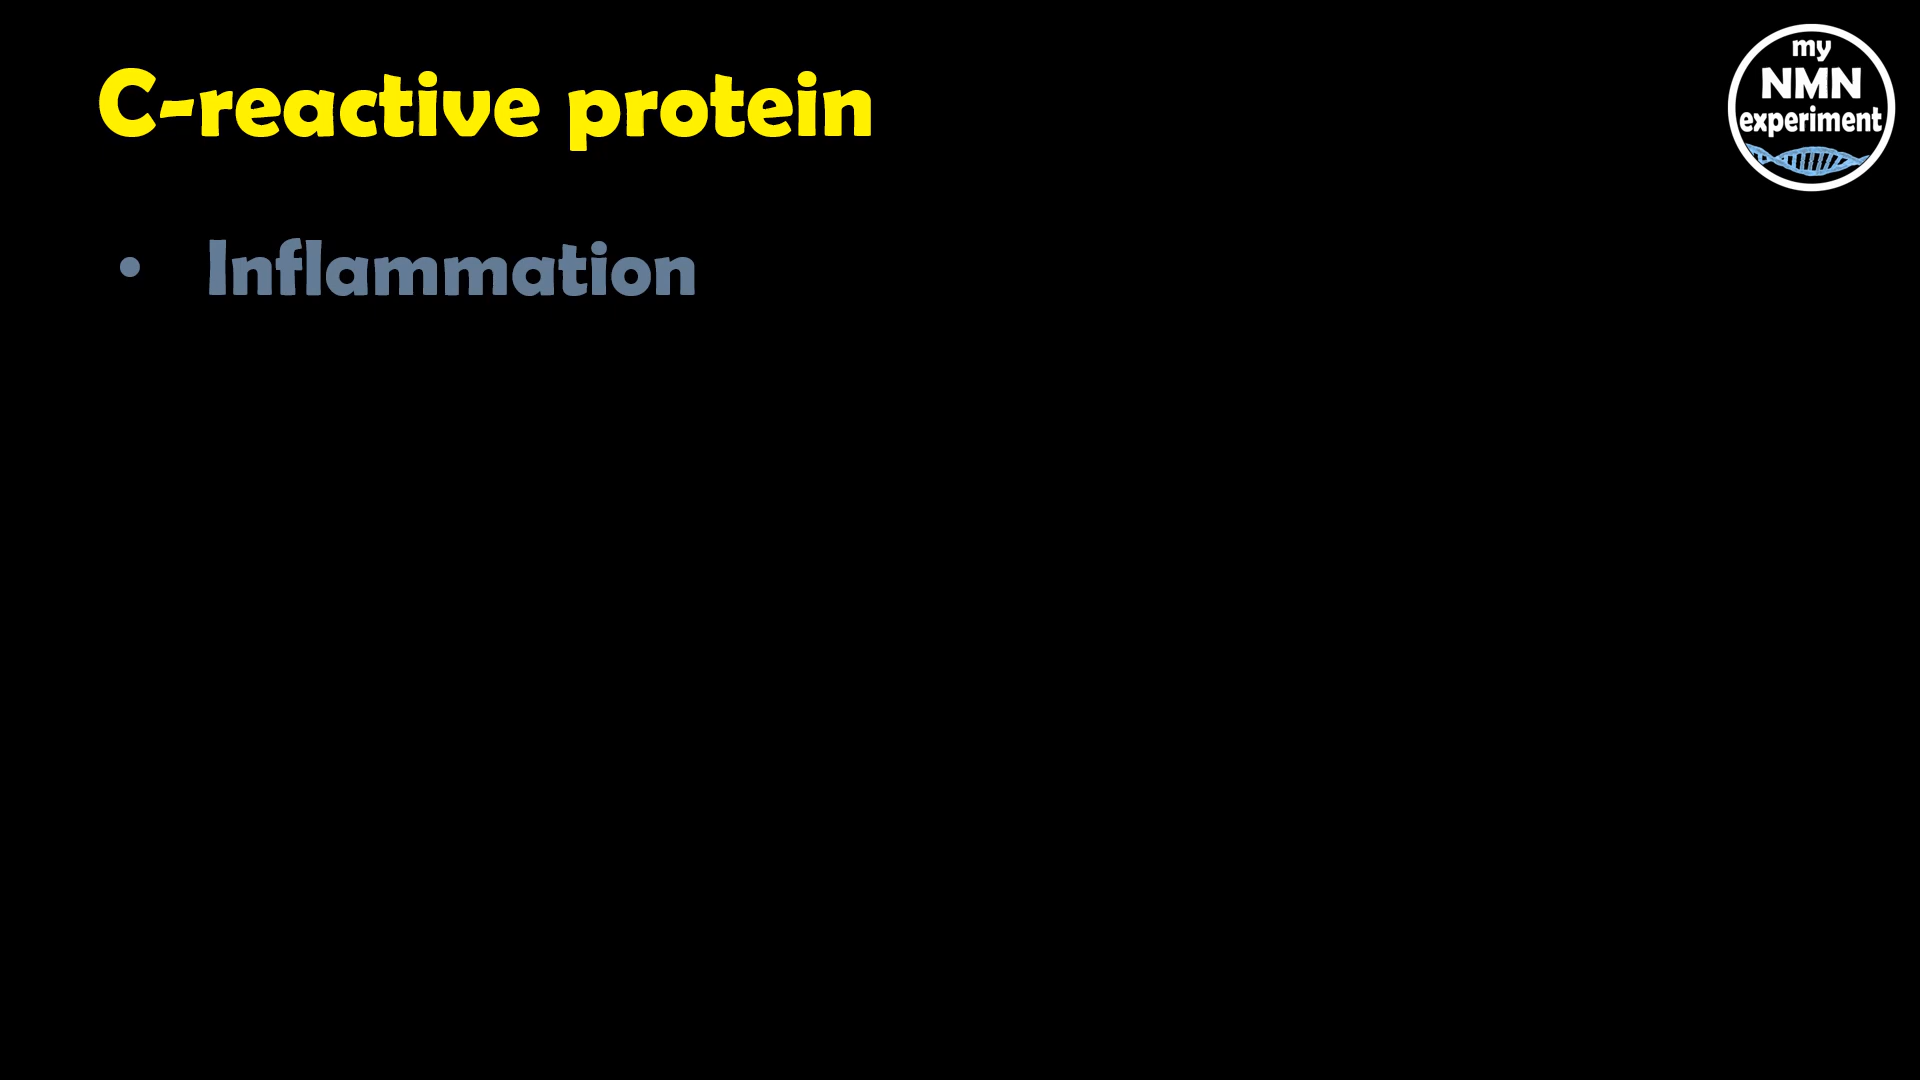 C-reactive protein
my
NMN
experiment
• Inflammation